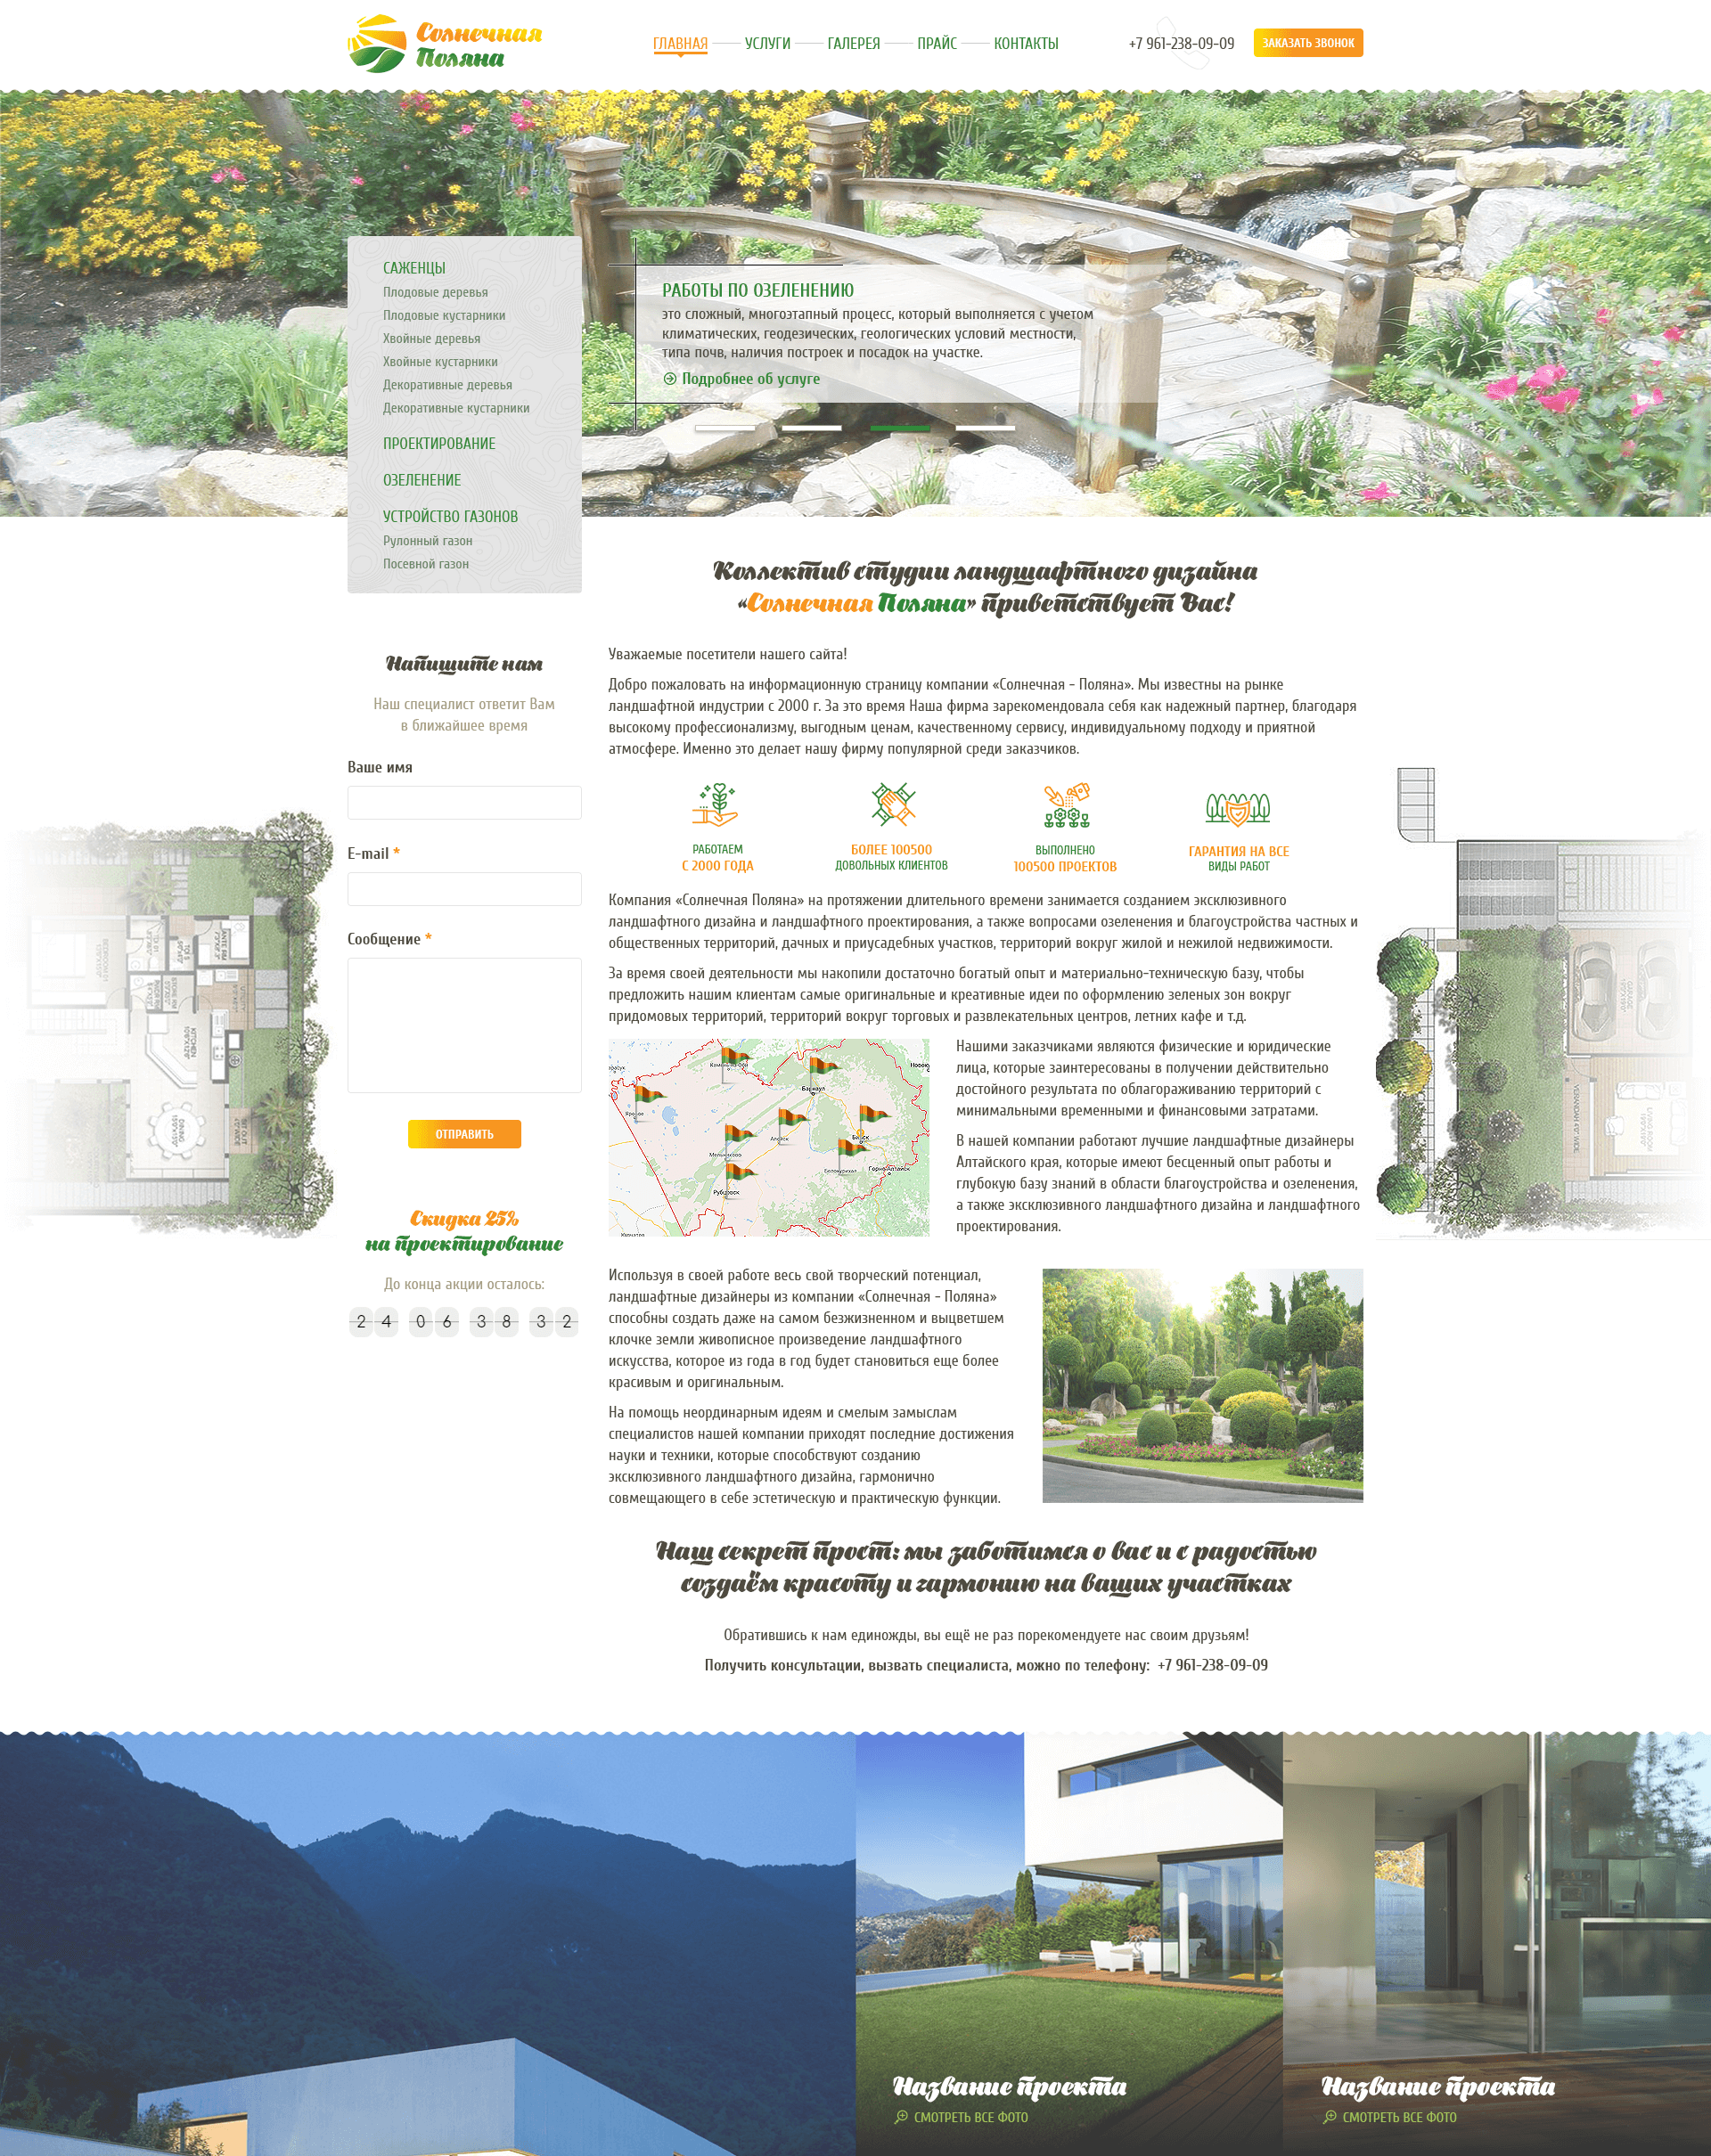 Солнечная
Поляна
ГЛАВНАЯ
УСЛУГИ
ГАЛЕРЕЯ
ПРАЙС
КОНТАКТЫ
+7 961-238-09-09
ЗАКАЗАТЬ ЗВОНОК
САЖЕНЦЫ
Плодовые деревья
Плодовые кустарники
Хвойные деревья
Хвойные кустарники
Декоративные деревья
Декоративные кустарники
ПРОЕКТИРОВАНИЕ
ОЗЕЛЕНЕНИЕ
УСТРОЙСТВО ГАЗОНОВ
Рулонный газон
Посевной газон
РАБОТЫ ПО ОЗЕЛЕНЕНИЮ
это сложный, многоэтапный процесс, который выполняется с учетом
климатических, геодезических, геологических условий местности,
типа почв, наличия построек и посадок на участке.
Подробнее об услуге
Коллектив студии ландшафтного дизайна
«Солнечная Поляна» приветствует Вас!
Напишите нам
Наш специалист ответит Вам
в ближайшее время
Ваше имя
E-mail *
Сообщение *
ОТПРАВИТЬ
Скидка 25%
на проектирование
До конца акции осталось:
24 06 38 32
Уважаемые посетители нашего сайта!
Добро пожаловать на информационную страницу компании «Солнечная - Поляна». Мы известны на рынке
ландшафтной индустрии с 2000 г. За это время Наша фирма зарекомендовала себя как надежный партнер, благодаря
высокому профессионализму, выгодным ценам, качественному сервису, индивидуальному подходу и приятной
атмосфере. Именно это делает нашу фирму популярной среди заказчиков.
РАБОТАЕМ
С 2000 ГОДА
БОЛЕЕ 100500
ДОВОЛЬНЫХ КЛИЕНТОВ
ВЫПОЛНЕНО
100500 ПРОЕКТОВ
ГАРАНТИЯ НА ВСЕ
ВИДЫ РАБОТ
Компания «Солнечная Поляна» на протяжении длительного времени занимается созданием эксклюзивного
ландшафтного дизайна и ландшафтного проектирования, а также вопросами озеленения и благоустройства частных и
общественных территорий, дачных и приусадебных участков, территорий вокруг жилой и нежилой недвижимости.
За время своей деятельности мы накопили достаточно богатый опыт и материально-техническую базу, чтобы
предложить нашим клиентам самые оригинальные и креативные идеи по оформлению зеленых зон вокруг
придомовых территорий, территорий вокруг торговых и развлекательных центров, летних кафе и т.д.
Барнаул
Бийск
Горно-Алтайск
Белокуриха
Рубцовск
Нашими заказчиками являются физические и юридические
лица, которые заинтересованы в получении действительно
достойного результата по облагораживанию территорий с
минимальными временными и финансовыми затратами.
В нашей компании работают лучшие ландшафтные дизайнеры
Алтайского края, которые имеют бесценный опыт работы и
глубокую базу знаний в области благоустройства и озеленения,
а также эксклюзивного ландшафтного дизайна и ландшафтного
проектирования.
Используя в своей работе весь свой творческий потенциал,
ландшафтные дизайнеры из компании «Солнечная - Поляна»
способны создать даже на самом безжизненном и выцветшем
клочке земли живописное произведение ландшафтного
искусства, которое из года в год будет становиться еще более
красивым и оригинальным.
На помощь неординарным идеям и смелым замыслам
специалистов нашей компании приходят последние достижения
науки и техники, которые способствуют созданию
эксклюзивного ландшафтного дизайна, гармонично
совмещающего в себе эстетическую и практическую функции.
Наш секрет прост: мы заботимся о вас и с радостью
создаём красоту и гармонию на ваших участках
Обратившись к нам единожды, вы ещё не раз порекомендуете нас своим друзьям!
Получить консультации, вызвать специалиста, можно по телефону: +7 961-238-09-09
Название проекта
СМОТРЕТЬ ВСЕ ФОТО
Название проекта
СМОТРЕТЬ ВСЕ ФОТО